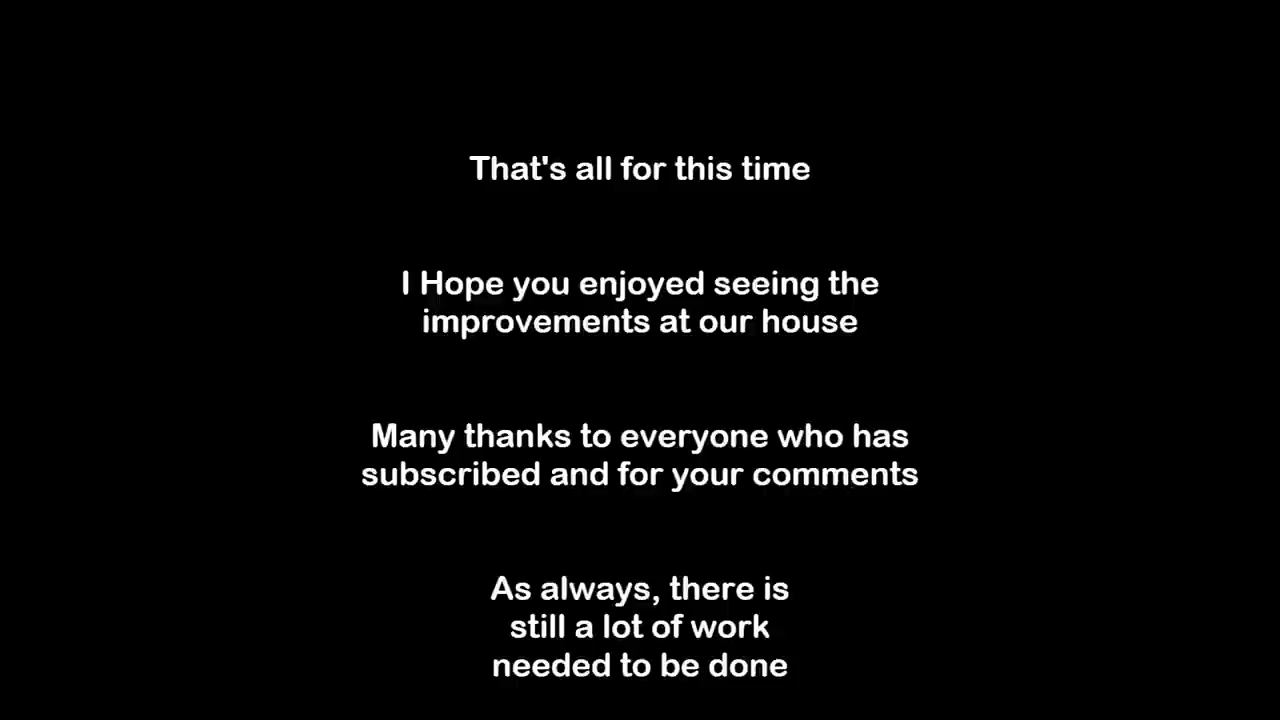 That's all for this time
I Hope you enjoyed seeing the
improvements at our house
Many thanks to everyone who has
subscribed and for your comments
As always, there is
still a lot of work
needed to be done